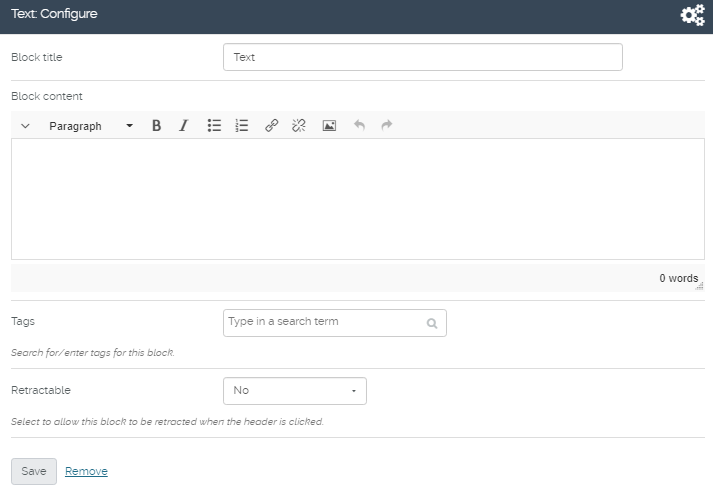 Text: Configure
Block title
Text
Block content
Paragraph B I
0 words
Tags
Type in a search term
Search for/enter tags for this block.
Retractable
No
Select to allow this block to be retracted when the header is clicked.
Save Remove